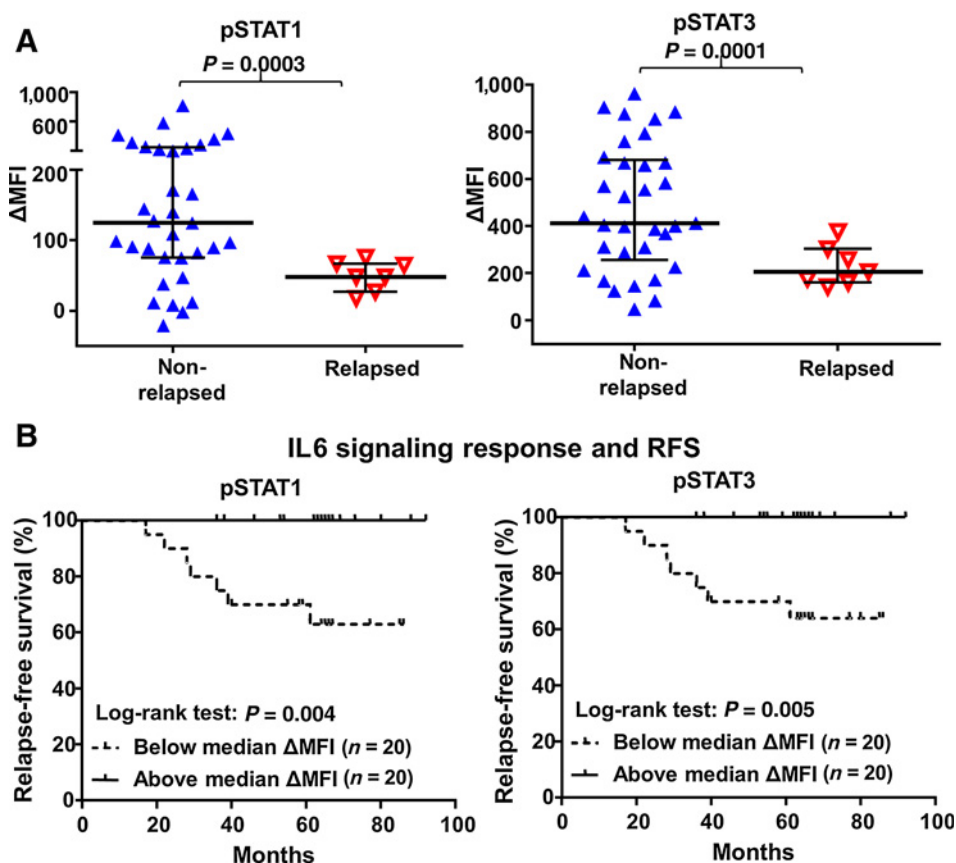 A
pSTAT1
P = 0.0003
1,000
600
200
100
0
ΔMFI
Non-
relapsed
Relapsed
pSTAT3
P = 0.0001
1,000
800
600
400
200
0
ΔMFI
Non-
relapsed
Relapsed
B
IL6 signaling response and RFS
pSTAT1
100
80
60
40
20
0
Relapse-free survival (%)
Log-rank test: P = 0.004
Below median ΔMFI (n = 20)
Above median ΔMFI (n = 20)
0 20 40 60 80 100
Months
pSTAT3
100
80
60
40
100
0
Relapse-free survival (%)
Log-rank test: P = 0.005
Below median ΔMFI (n = 20)
Above median ΔMFI (n = 20)
0 20 40 60 80 100
Months